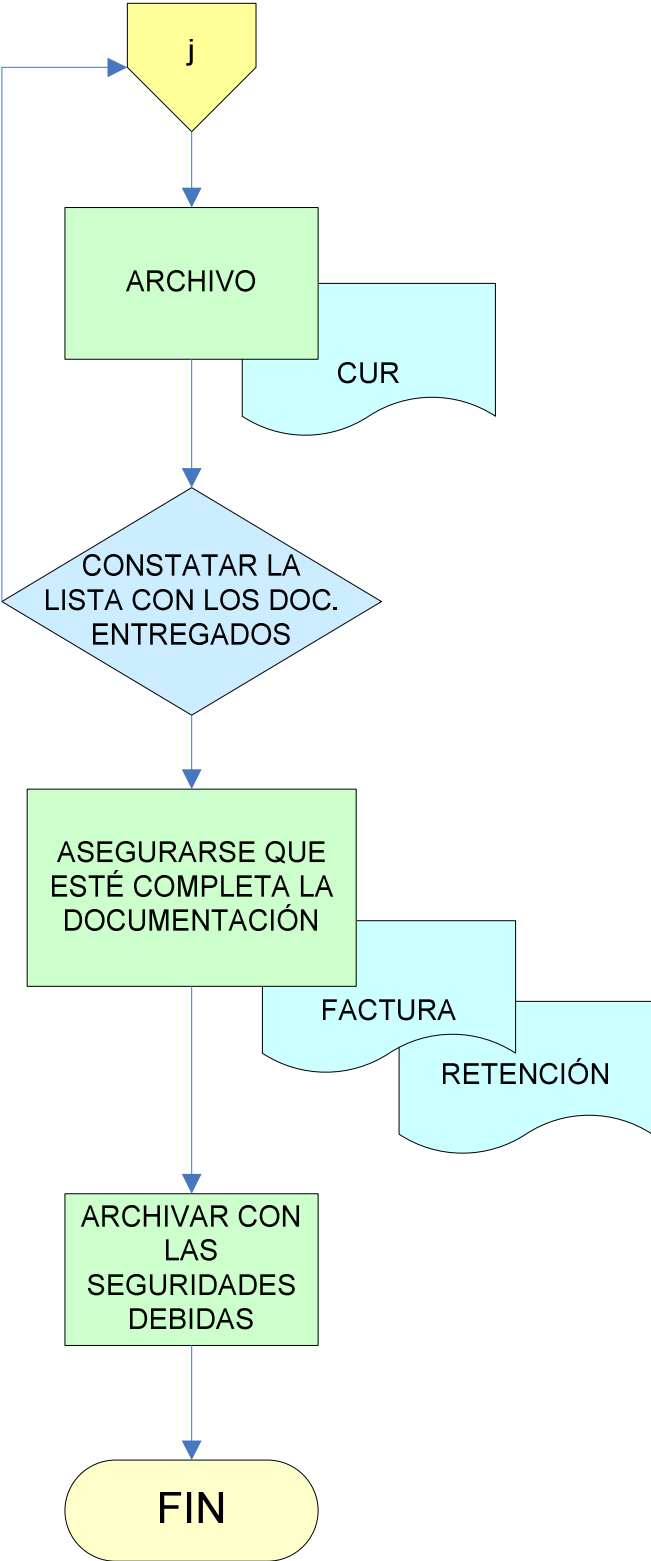 j
ARCHIVO
CUR
CONSTATAR LA
LISTA CON LOS DOC.
ENTREGADOS
ASEGURARSE QUE
ESTÉ COMPLETA LA
DOCUMENTACIÓN
FACTURA
RETENCIÓN
ARCHIVAR CON
LAS
SEGURIDADES
DEBIDAS
FIN